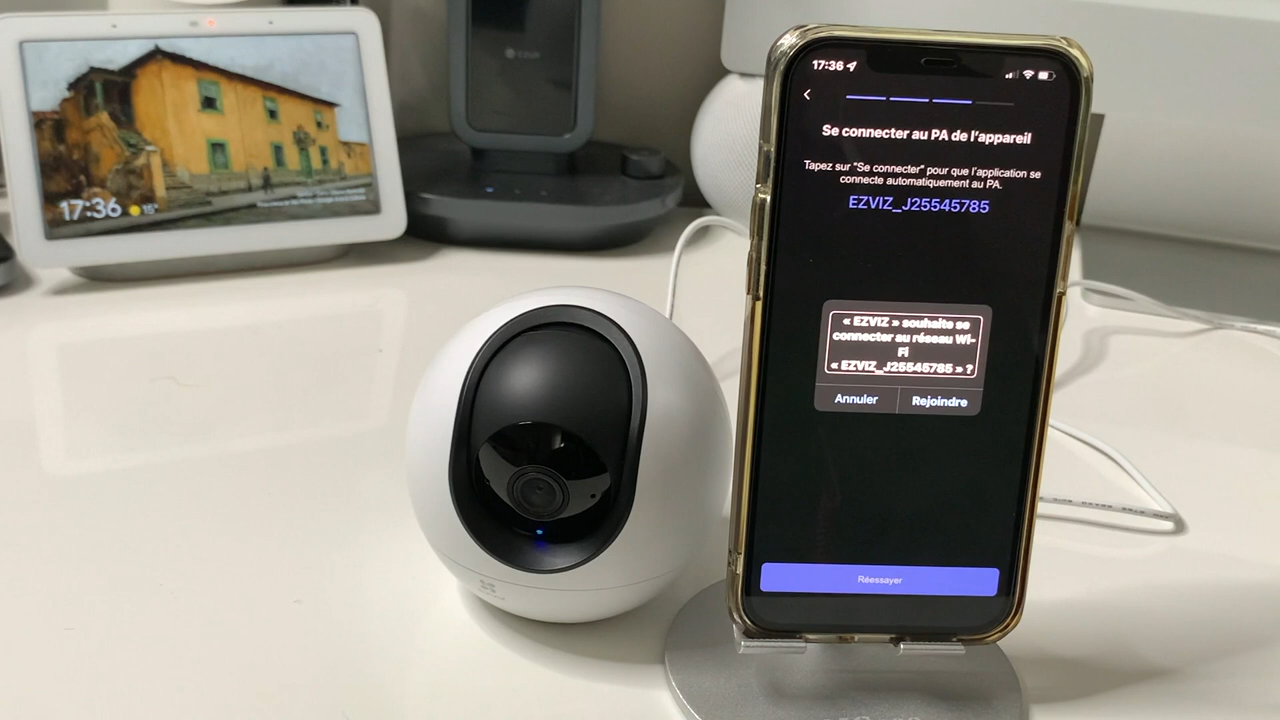 17:36
15°
17:36
Se connecter au PA de l'appareil
Tapez sur "Se connecter" pour que l'application se
connecte automatiquement au PA.
EZVIZ_J25545785
« EZVIZ » souhaite se
connecter au réseau Wi-
Fi
« EZVIZ_J25545785 » ?
Annuler
Rejoindre
Réessayer